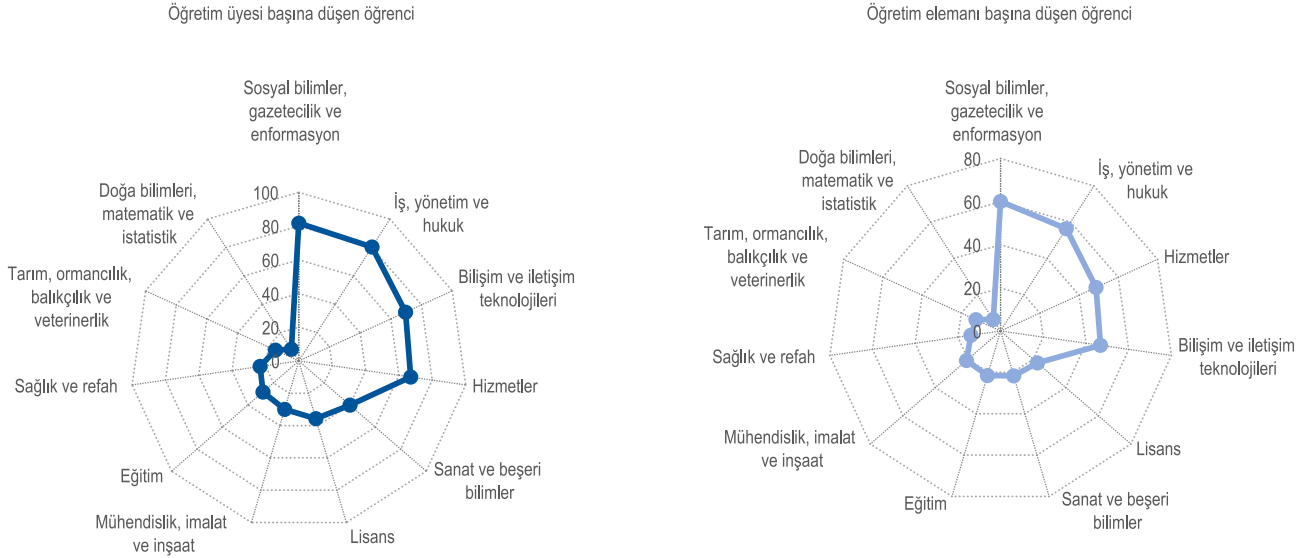 Öğretim üyesi başına düşen öğrenci
Sosyal bilimler,
gazetecilik ve
enformasyon
İş, yönetim ve
hukuk
Bilişim ve iletişim
teknolojileri
Hizmetler
Sanat ve beşeri
bilimler
Lisans
Mühendislik, imalat
ve inşaat
Eğitim
Sağlık ve refah
Tarım, ormancılık,
balıkçılık ve
veterinerlik
Doğa bilimleri,
matematik ve
istatistik
100
80
60
40
20
0
Öğretim elemanı başına düşen öğrenci
Sosyal bilimler,
gazetecilik ve
enformasyon
İş, yönetim ve
hukuk
Hizmetler
Bilişim ve iletişim
teknolojileri
Lisans
Sanat ve beşeri
bilimler
Eğitim
Mühendislik, imalat
ve inşaat
Sağlık ve refah
Tarım, ormancılık,
balıkçılık ve veterinerlik
Doğa bilimleri,
matematik ve
istatistik
80
60
40
20
0